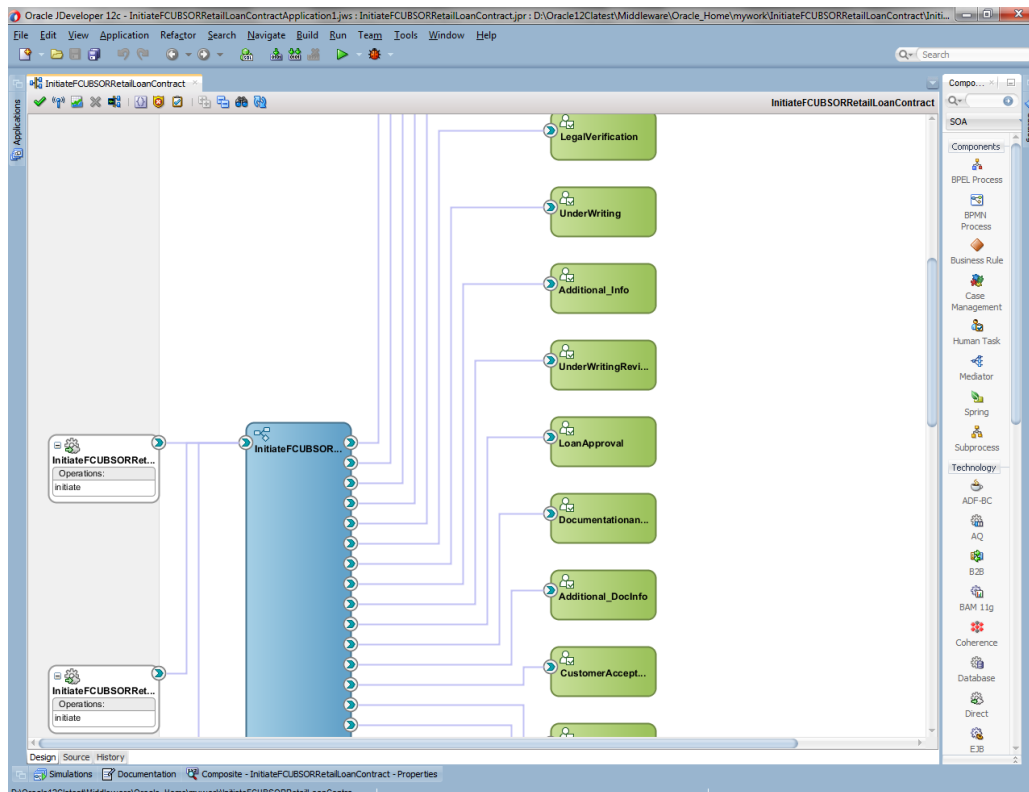 Oracle JDeveloper 12c - InitiateFCUBSORRetailLoanContractApplication1.jws : InitiateFCUBSORRetailLoanContract.jpr : D:\Oracle12Clatest\Middleware\Oracle_Home\mywork\InitiateFCUBSORRetailLoanContract\Initi...
File Edit View Application Refactor Search Navigate Build Run Team Tools Window Help
Search
InitiateFCUBSORRetailLoanContract
Compo...
InitiateFCUBSORRetailLoanContract
Applications
SOA
Components
BPEL Process
BPMN
Process
Business Rule
Case
Management
Human Task
Mediator
Spring
Subprocess
Technology
ADF-BC
AQ
B2B
BAM 11g
Coherence
Database
Direct
EJB
LegalVerification
UnderWriting
Additional_Info
UnderWritingRevi...
LoanApproval
Documentationan...
Additional_DocInfo
CustomerAccept...
InitiateFCUBSOR...
InitiateFCUBSORRet...
Operations:
initiate
InitiateFCUBSORRet...
Operations:
initiate
Design Source History
Simulations Documentation Composite - InitiateFCUBSORRetailLoanContract - Properties